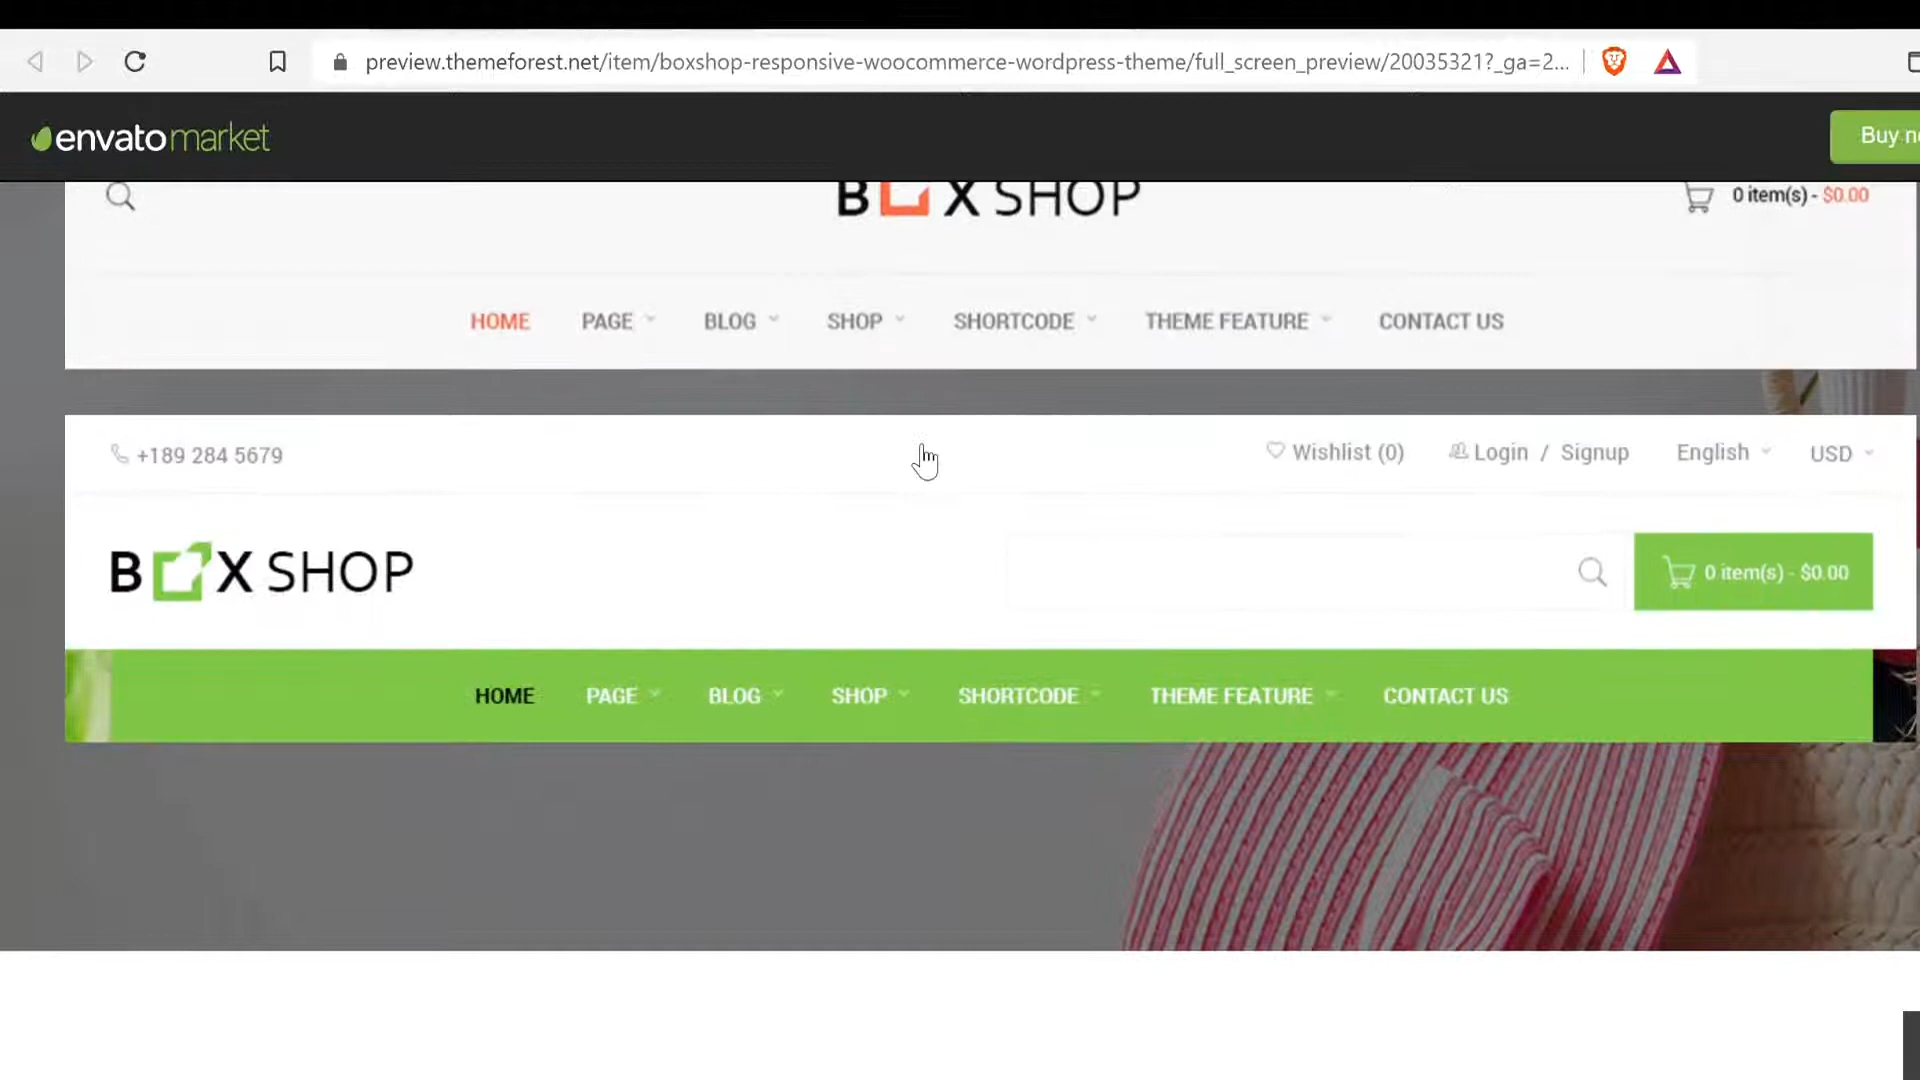 preview.themeforest.net/item/boxshop-responsive-woocommerce-wordpress-theme/full_screen_preview/20035321?_ga=2...
envato market
Buy n
BOX SHOP
0 item(s) - $0.00
HOME PAGE BLOG SHOP SHORTCODE THEME FEATURE CONTACT US
+189 284 5679
Wishlist (0) Login / Signup English USD
BOX SHOP
0 item(s) - $0.00
HOME PAGE BLOG SHOP SHORTCODE THEME FEATURE CONTACT US